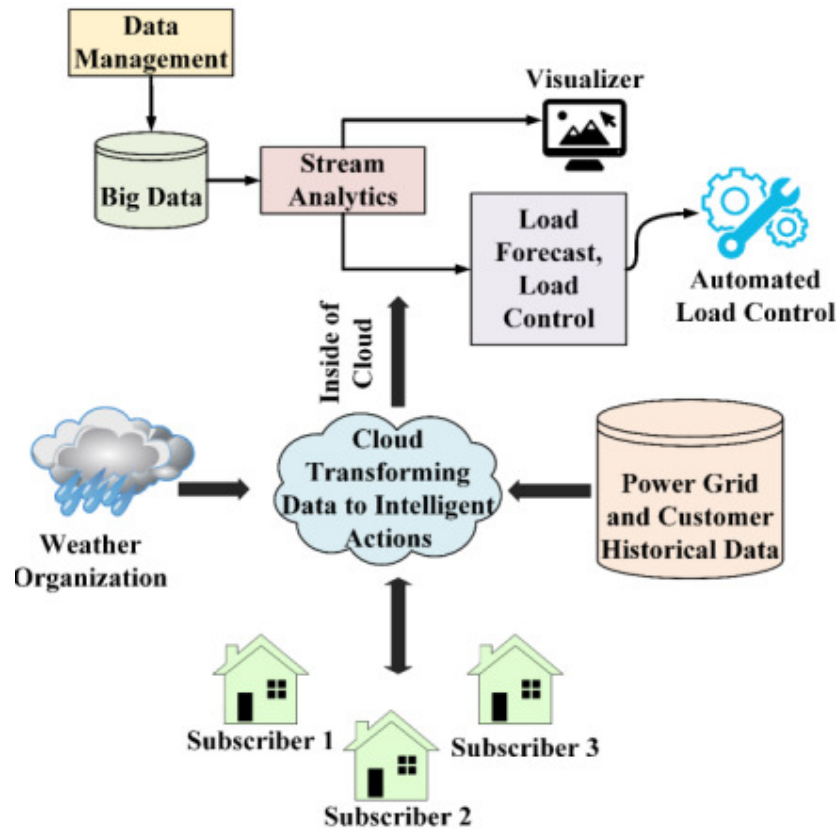 Data
Management
Visualizer
Big Data
Stream
Analytics
Load
Forecast,
Load
Control
Automated
Load Control
Inside of
Cloud
Cloud
Transforming
Data to Intelligent
Actions
Weather
Organization
Power Grid
and Customer
Historical Data
Subscriber 1
Subscriber 3
Subscriber 2